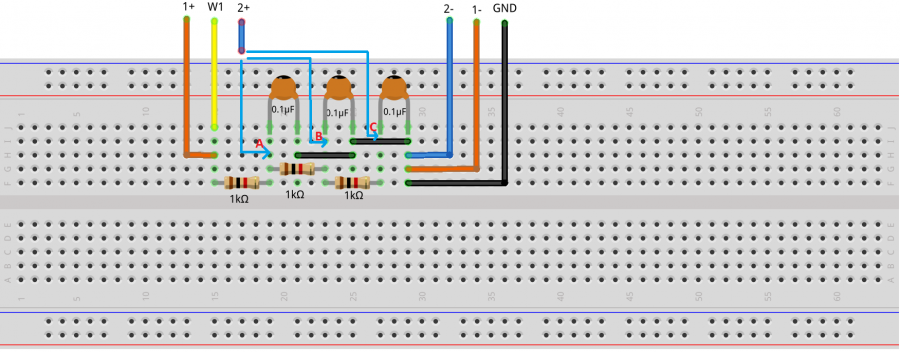 1+ W1 2+ 2- 1- GND
0.1µF 0.1µF 0.1µF
A B C
1kΩ 1kΩ 1kΩ
J
I
H
G
F
E
D
C
B
A
1 5 10 15 20 25 30 35 40 45 50 55 60